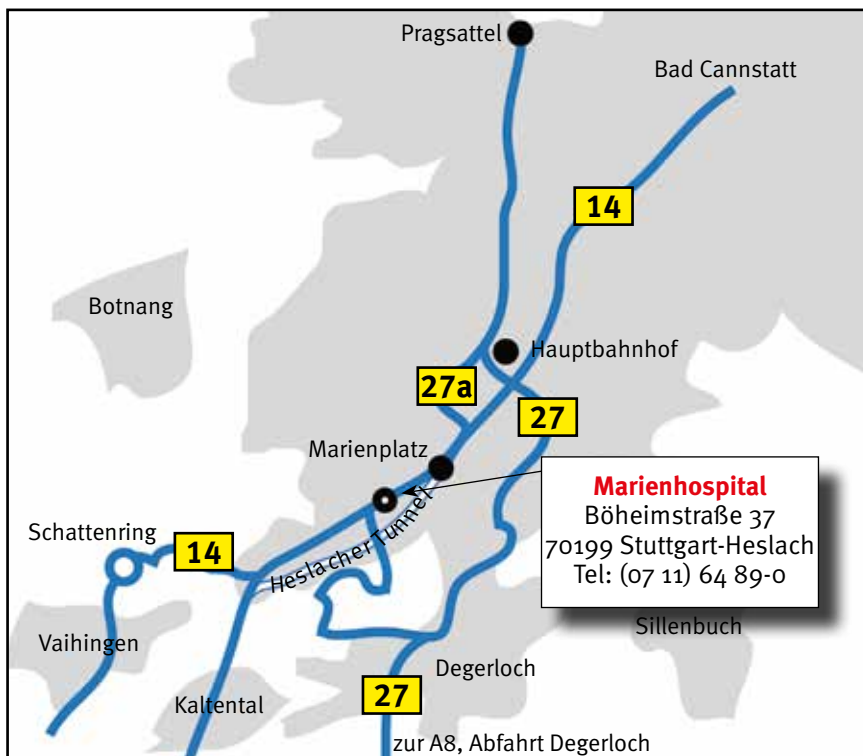 Pragsattel
Bad Cannstatt
14
Botnang
Hauptbahnhof
27a
27
Marienplatz
Marienhospital
Böheimstraße 37
70199 Stuttgart-Heslach
Tel: (07 11) 64 89-0
Schattenring
14
Heslacher Tunnel
Vaihingen
Sillenbuch
Degerloch
Kaltental
27
zur A8, Abfahrt Degerloch